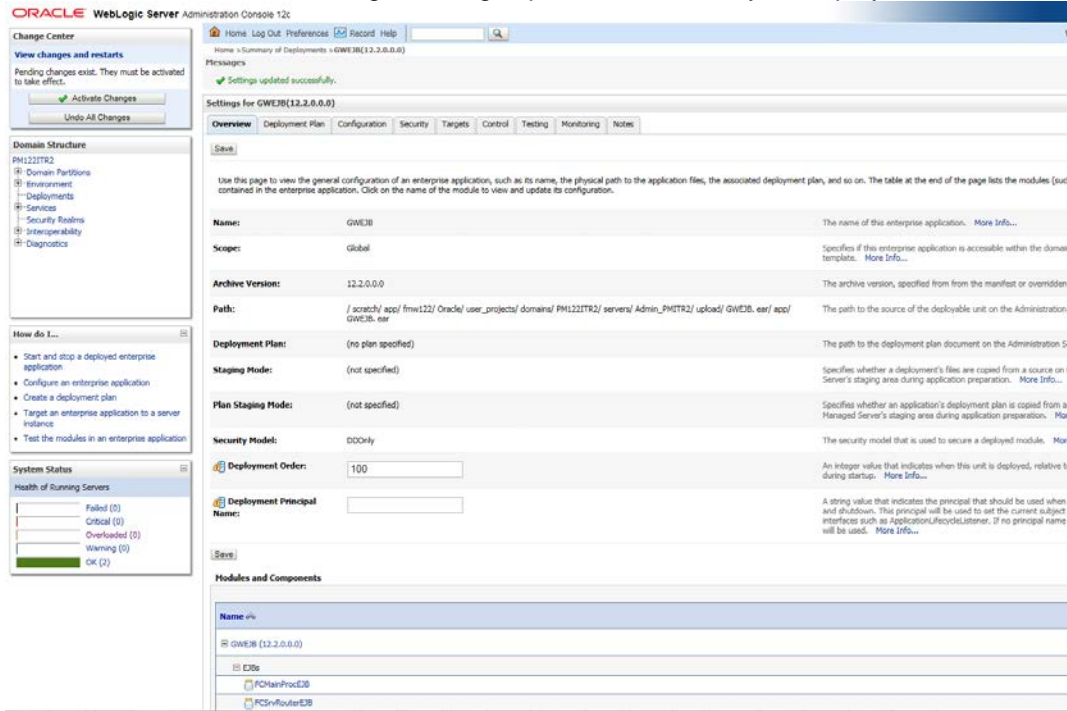 ORACLE WebLogic Server Administration Console 12c
Change Center
View changes and restarts
Pending changes exist. They must be activated
to take effect.
Activate Changes
Undo All Changes
Domain Structure
PM122ITR2
Domain Partitions
Environment
Deployments
Services
Security Realms
Interoperability
Diagnostics
How do I...
Start and stop a deployed enterprise
application
Configure an enterprise application
Create a deployment plan
Target an enterprise application to a server
instance
Test the modules in an enterprise application
System Status
Health of Running Servers
Failed (0)
Critical (0)
Overloaded (0)
Warning (0)
OK (2)
Home Log Out Preferences Record Help
Home >Summary of Deployments >GWEJB(12.2.0.0.0)
Messages
Settings updated successfully.
Settings for GWEJB(12.2.0.0.0)
Overview Deployment Plan Configuration Security Targets Control Testing Monitoring Notes
Save
Use this page to view the general configuration of an enterprise application, such as its name, the physical path to the application files, the associated deployment plan, and so on. The table at the end of the page lists the modules (suc
contained in the enterprise application. Click on the name of the module to view and update its configuration.
Name: GWEJB The name of this enterprise application. More Info...
Scope: Global Specifies if this enterprise application is accessible within the domai
template. More Info...
Archive Version: 12.2.0.0.0 The archive version, specified from from the manifest or overridden
Path: / scratch/ app/ fmw122/ Oracle/ user_projects/ domains/ PM122ITR2/ servers/ Admin_PMITR2/ upload/ GWEJB. ear/ app/ The path to the source of the deployable unit on the Administration
GWEJB. ear
Deployment Plan: (no plan specified) The path to the deployment plan document on the Administration S
Staging Mode: (not specified) Specifies whether a deployment's files are copied from a source on
Server's staging area during application preparation. More Info...
Plan Staging Mode: (not specified) Specifies whether an application's deployment plan is copied from a
Managed Server's staging area during application preparation. Mor
Security Model: DDOnly The security model that is used to secure a deployed module. Mor
Deployment Order: 100 An integer value that indicates when this unit is deployed, relative t
during startup. More Info...
Deployment Principal
Name:
A string value that indicates the principal that should be used when
and shutdown. This principal will be used to set the current subject
interfaces such as ApplicationLifecycleListener. If no principal name
will be used. More Info...
Save
Modules and Components
Name
GWEJB (12.2.0.0.0)
EJBs
FCMainProcEJB
FCSrvRouterEJB